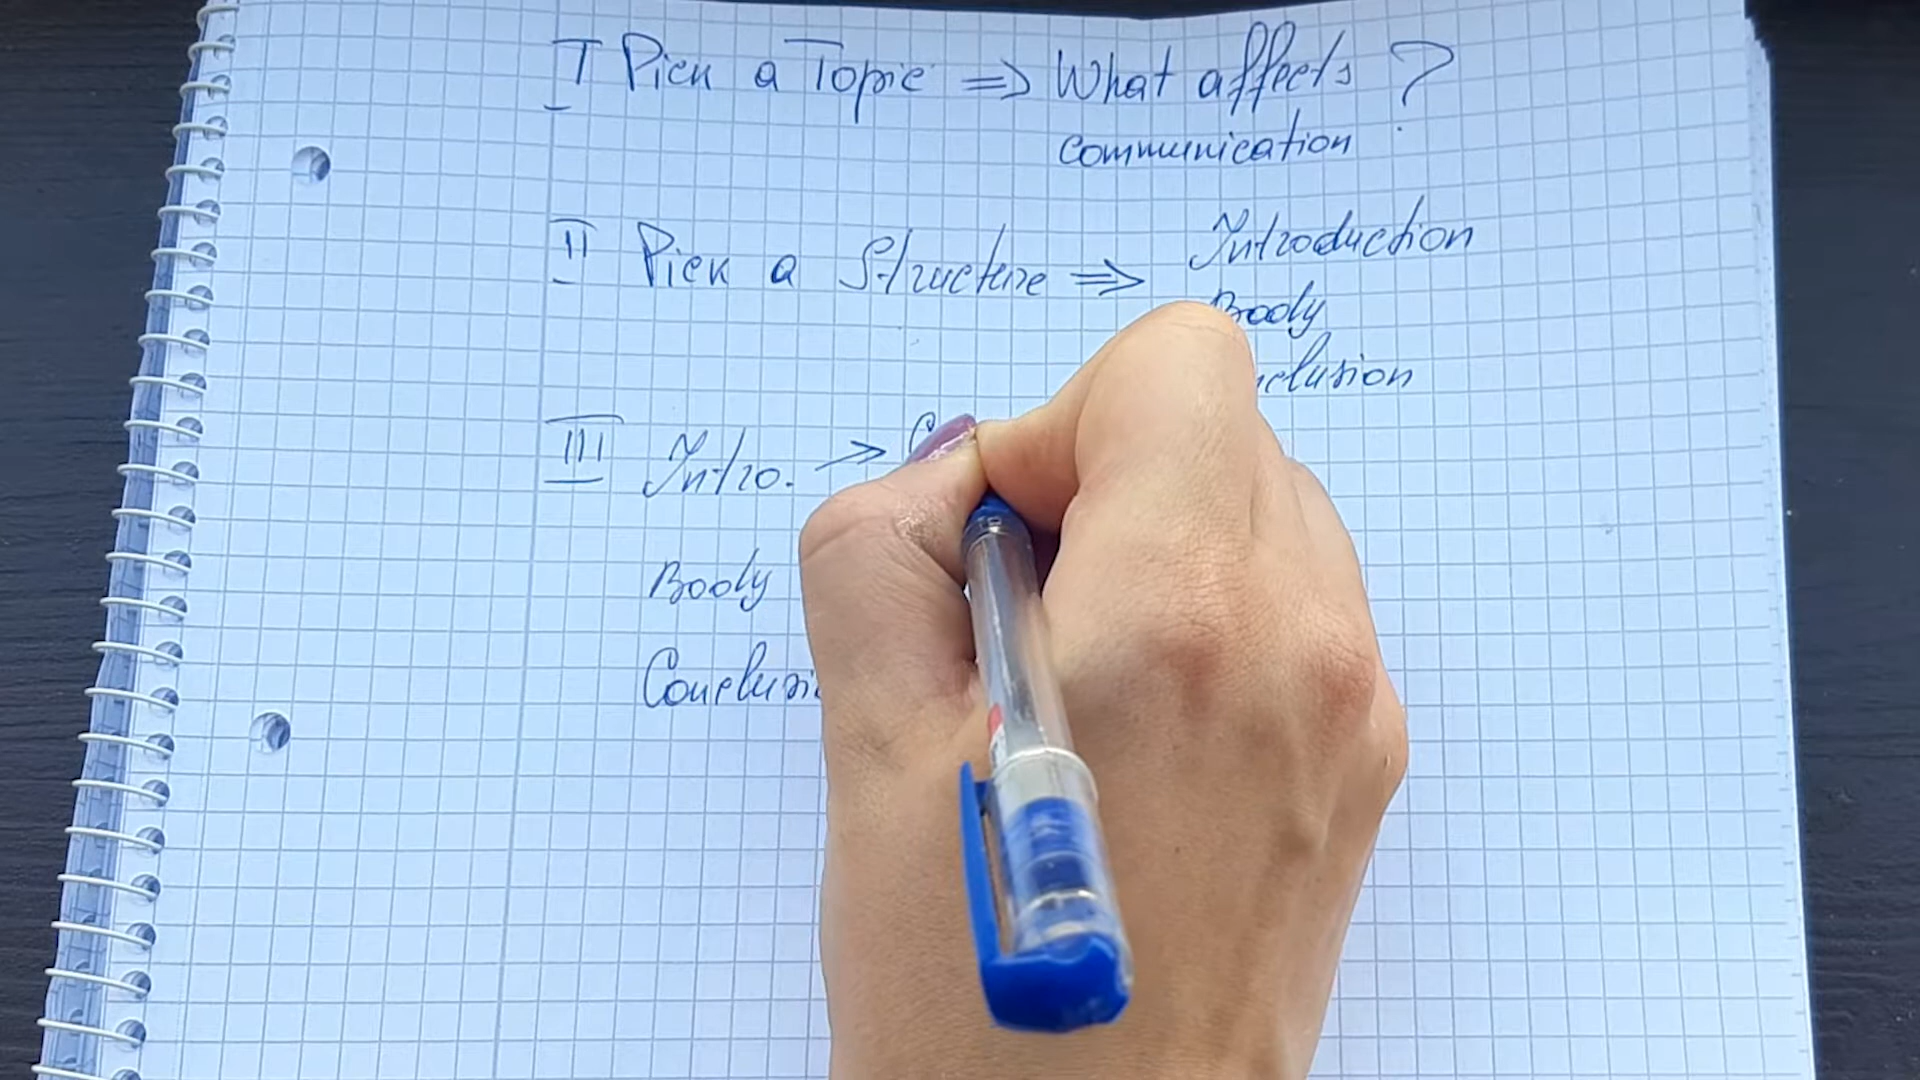 I Pick a Topic => What affects ?
communication
II Pick a Structure => Introduction
Body
III Intro. ->
Body